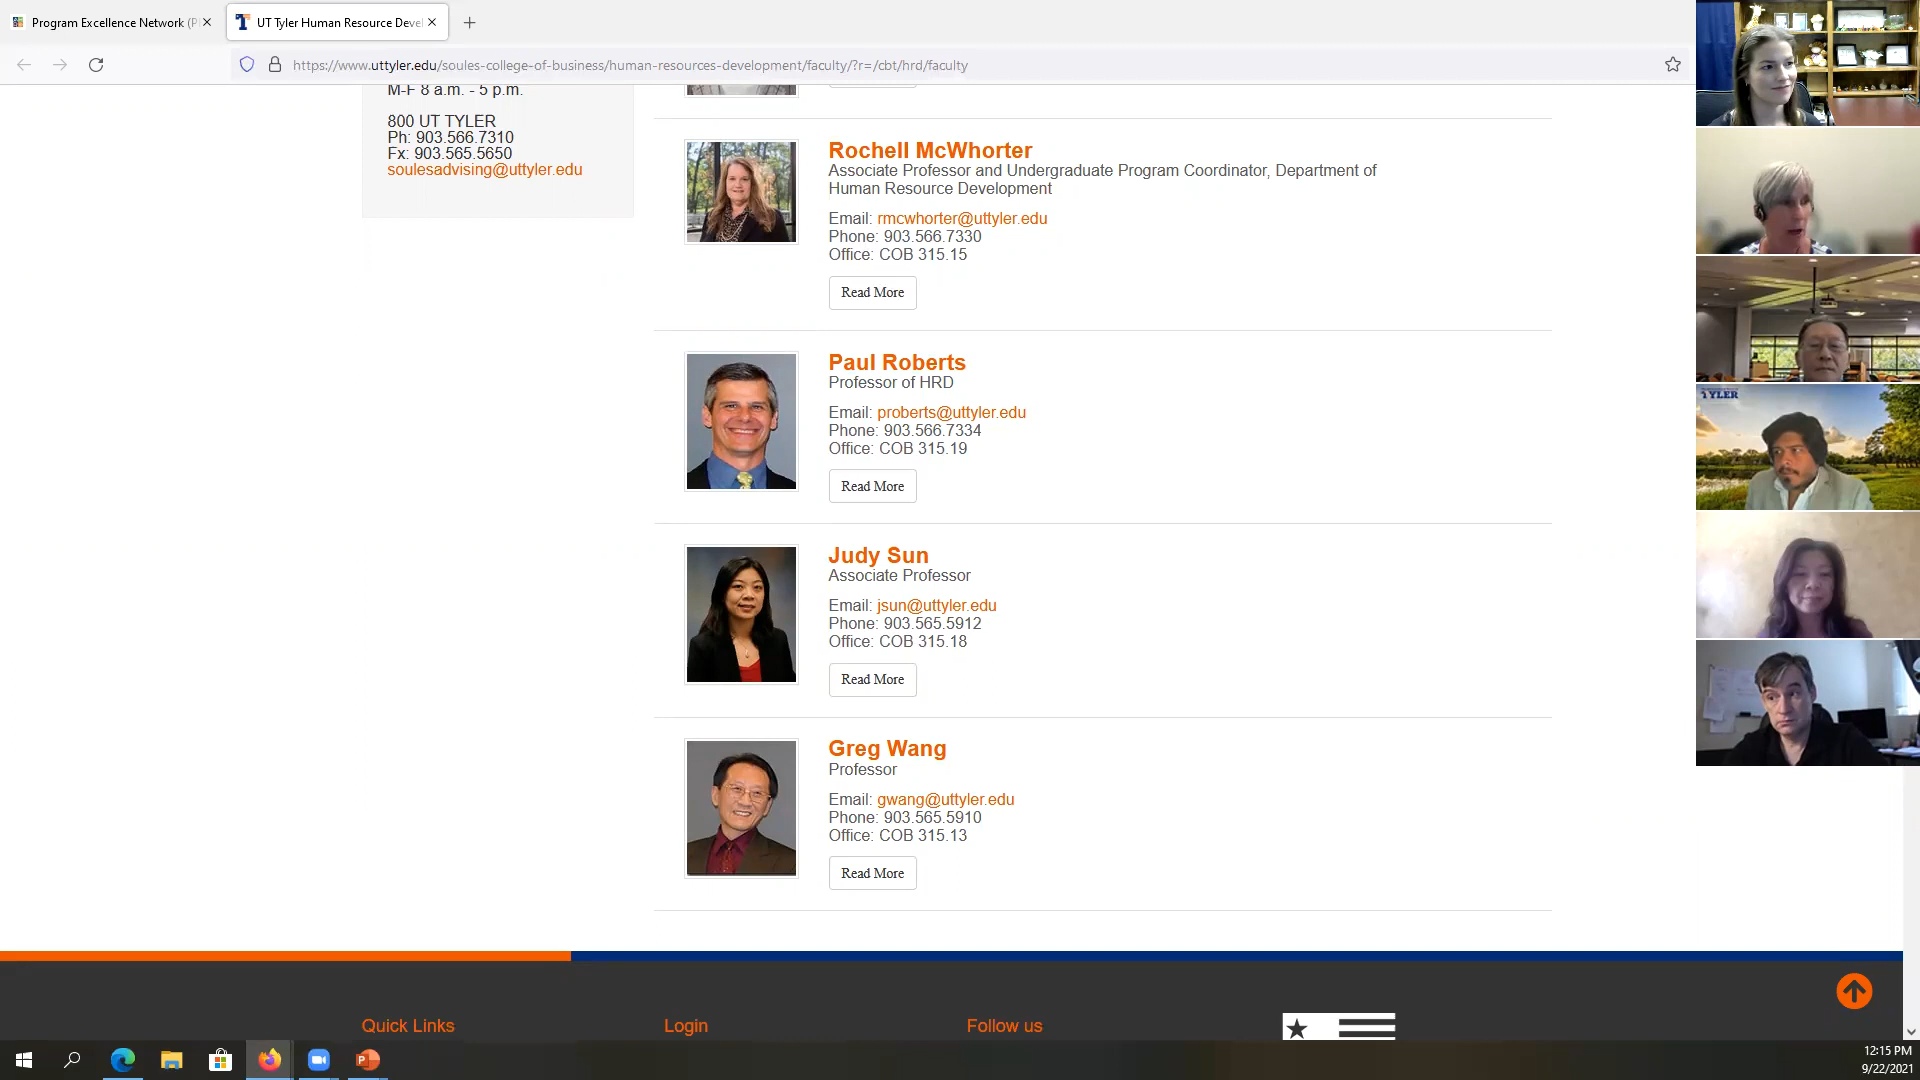 Program Excellence Network (P
UT Tyler Human Resource Deve
https://www.uttyler.edu/soules-college-of-business/human-resources-development/faculty/?r=/cbt/hrd/faculty
M-F 8 a.m. - 5 p.m.
800 UT TYLER
Ph: 903.566.7310
Fx: 903.565.5650
soulesadvising@uttyler.edu
Rochell McWhorter
Associate Professor and Undergraduate Program Coordinator, Department of
Human Resource Development
Email: rmcwhorter@uttyler.edu
Phone: 903.566.7330
Office: COB 315.15
Read More
Paul Roberts
Professor of HRD
Email: proberts@uttyler.edu
Phone: 903.566.7334
Office: COB 315.19
Read More
Judy Sun
Associate Professor
Email: jsun@uttyler.edu
Phone: 903.565.5912
Office: COB 315.18
Read More
Greg Wang
Professor
Email: gwang@uttyler.edu
Phone: 903.565.5910
Office: COB 315.13
Read More
Quick Links
Login
Follow us
TYLER
12:15 PM
9/22/2021